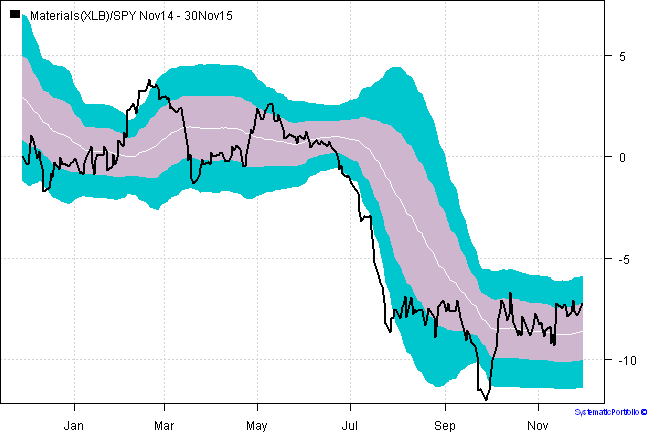 Materials(XLB)/SPY Nov14 - 30Nov15
5
0
-5
-10
Jan Mar May Jul Sep Nov
SystematicPortfolio ©